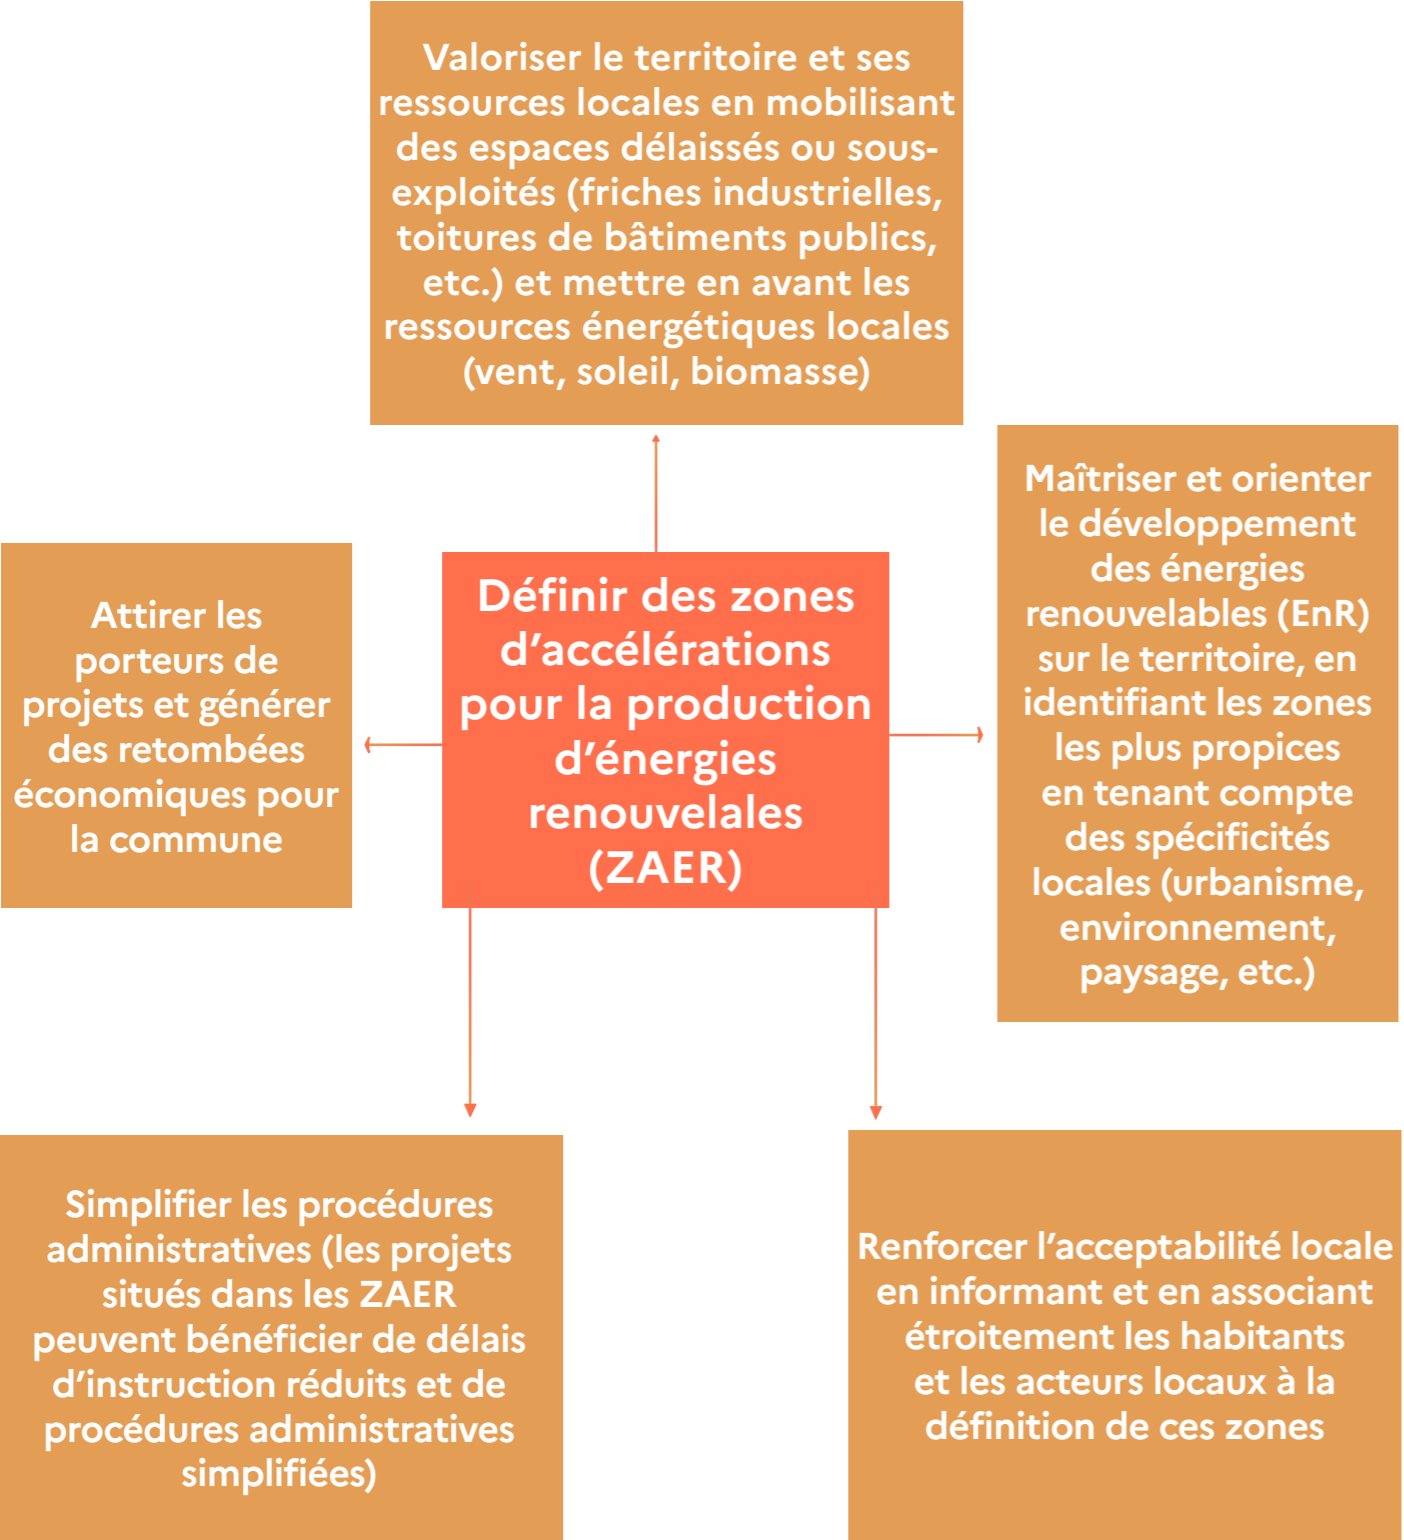 Valoriser le territoire et ses
ressources locales en mobilisant
des espaces délaissés ou sous-
exploités (friches industrielles,
toitures de bâtiments publics,
etc.) et mettre en avant les
ressources énergétiques locales
(vent, soleil, biomasse)
Maîtriser et orienter
le développement
des énergies
renouvelables (EnR)
sur le territoire, en
identifiant les zones
les plus propices
en tenant compte
des spécificités
locales (urbanisme,
environnement,
paysage, etc.)
Attirer les
porteurs de
projets et générer
des retombées
économiques pour
la commune
Définir des zones
d’accélérations
pour la production
d’énergies
renouvelales
(ZAER)
Simplifier les procédures
administratives (les projets
situés dans les ZAER
peuvent bénéficier de délais
d’instruction réduits et de
procédures administratives
simplifiées)
Renforcer l’acceptabilité locale
en informant et en associant
étroitement les habitants
et les acteurs locaux à la
définition de ces zones